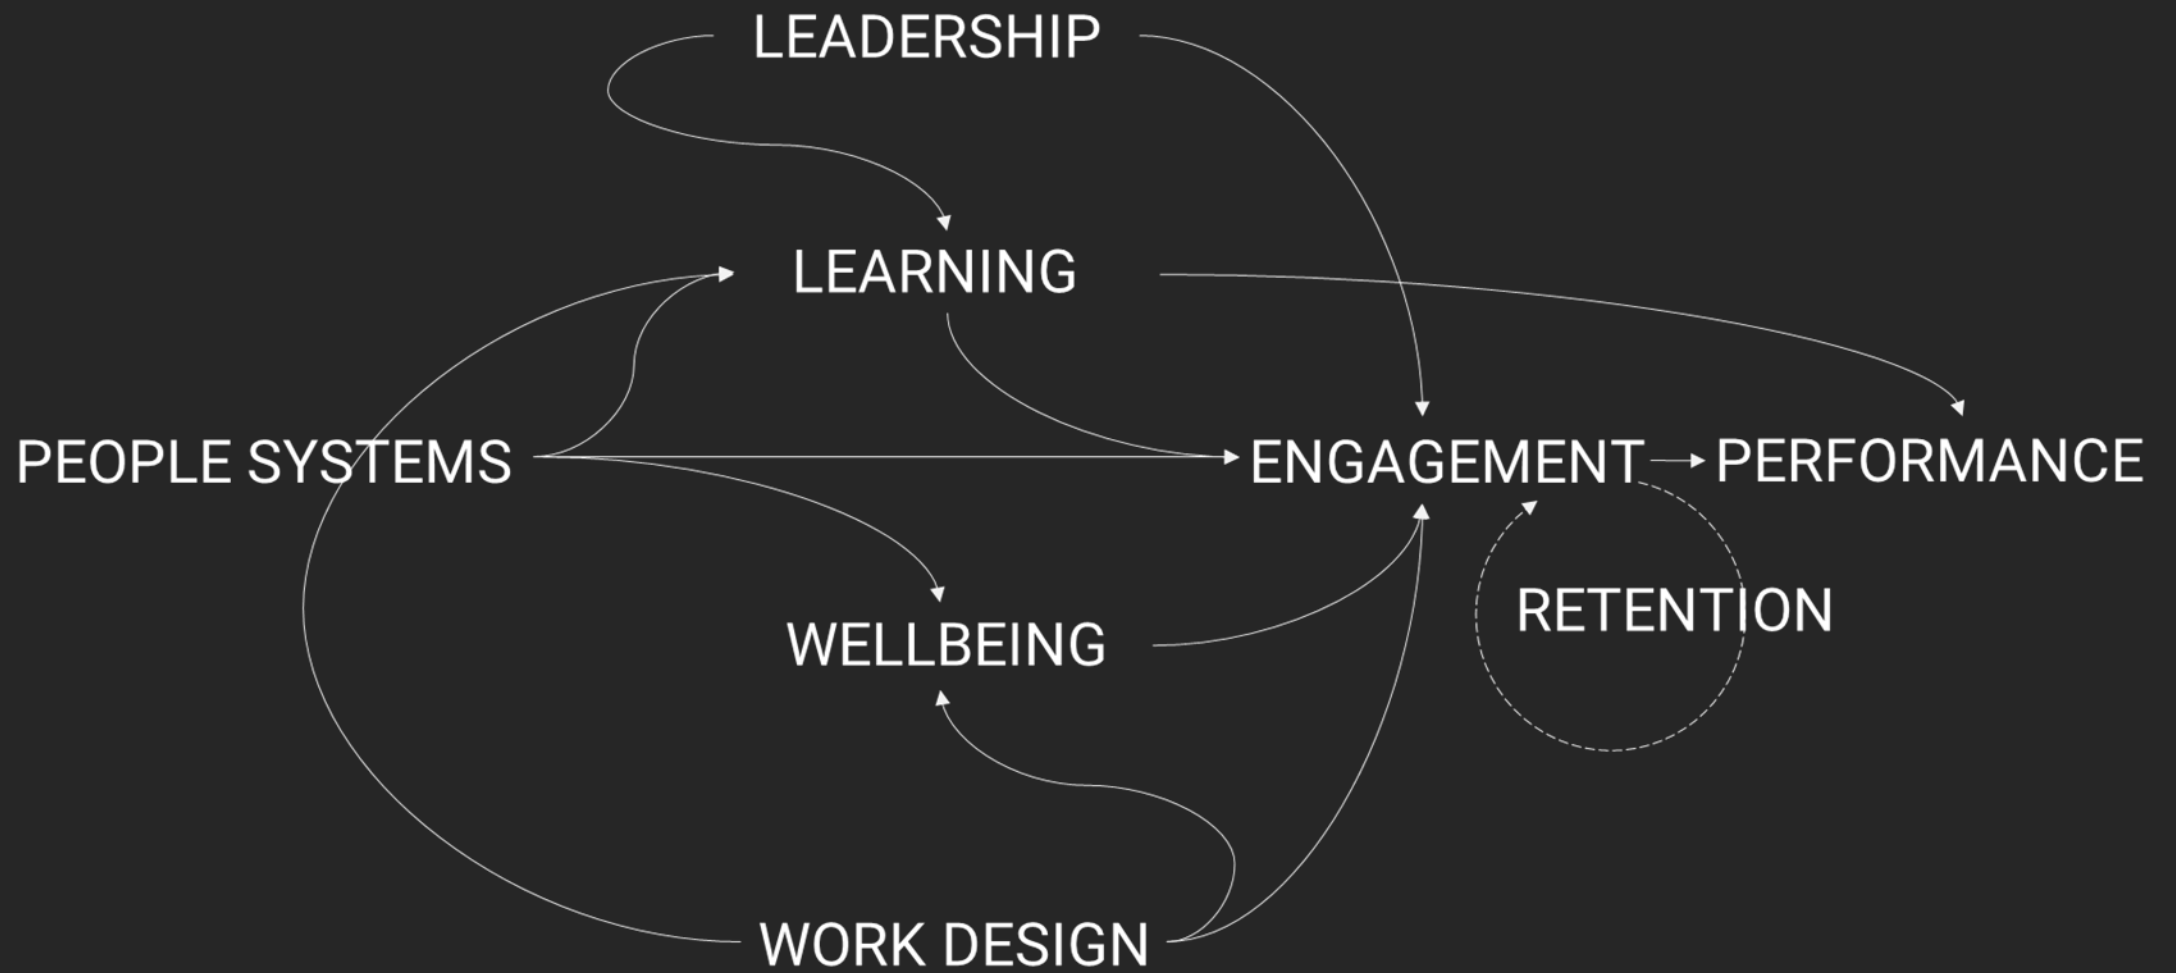 LEADERSHIP
LEARNING
PEOPLE SYSTEMS
ENGAGEMENT
PERFORMANCE
RETENTION
WELLBEING
WORK DESIGN